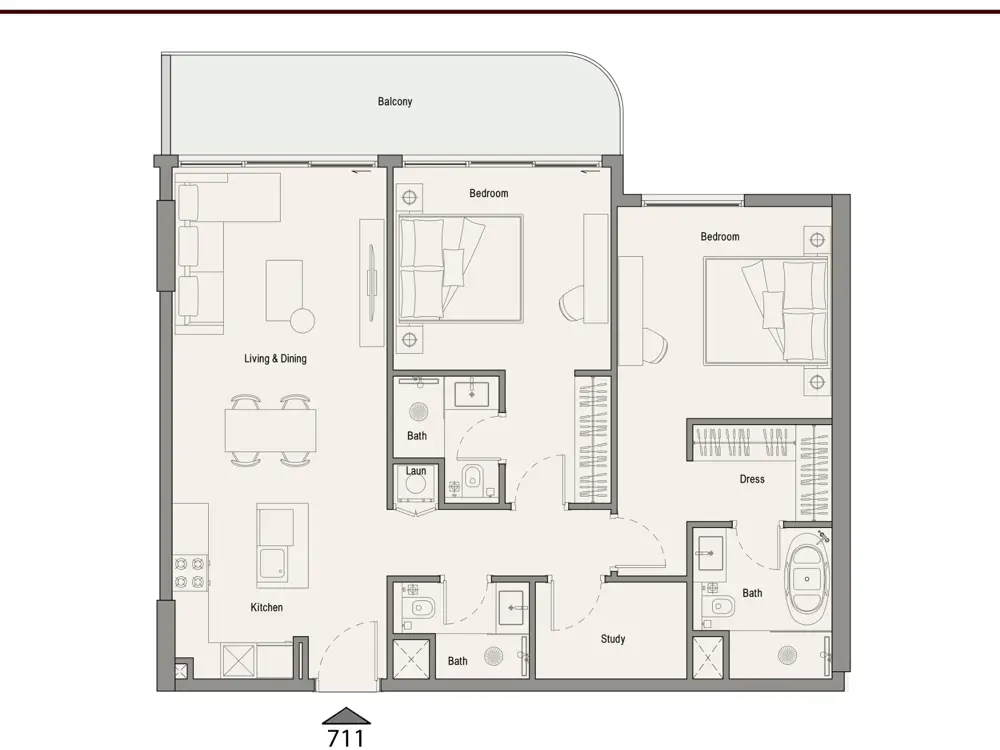 Balcony
Bedroom
Bedroom
Living & Dining
Bath
Laun
Dress
Kitchen
Bath
Study
Bath
711